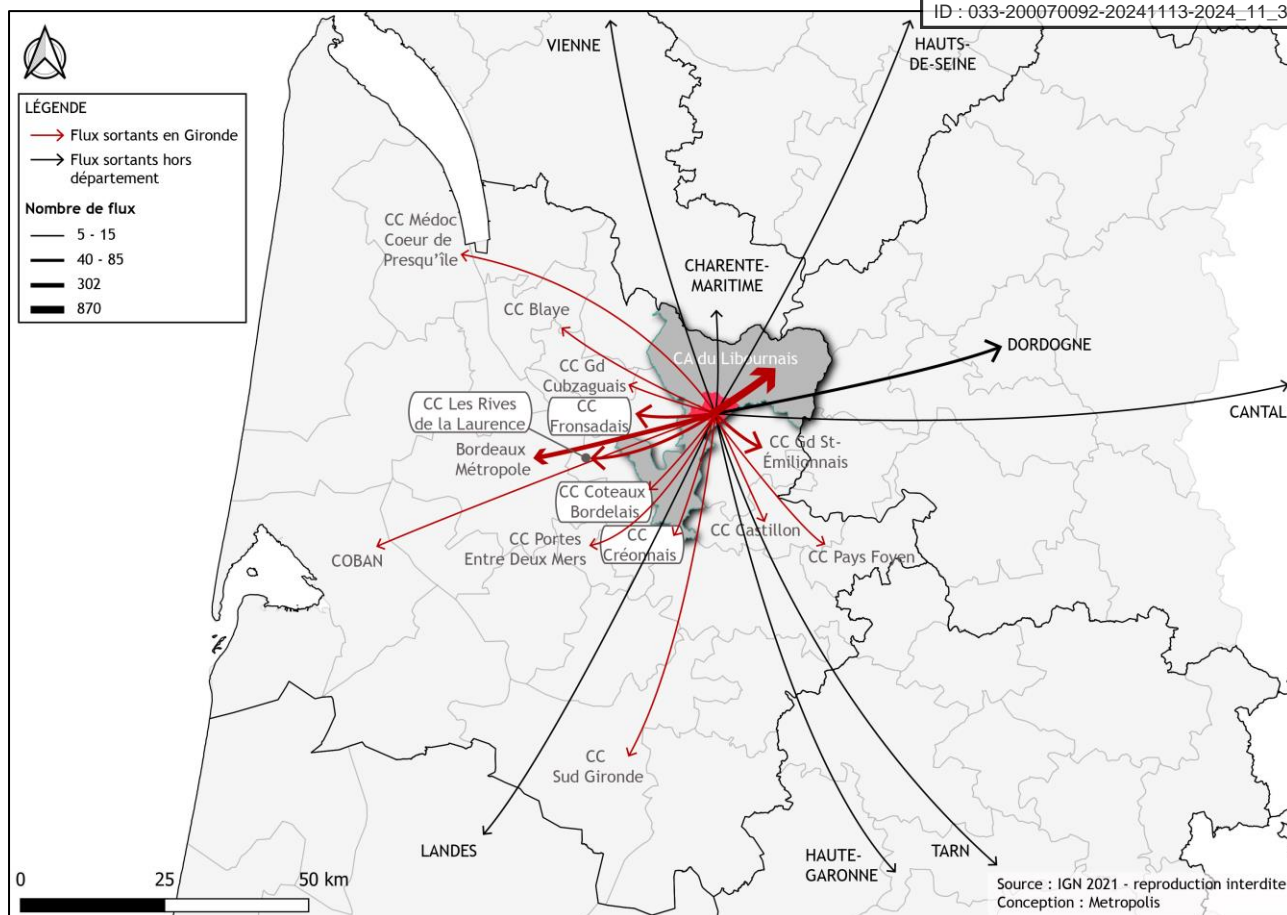 ID : 033-200070092-20241113-2024_11_3
VIENNE
HAUTS-
DE-SEINE
LÉGENDE
Flux sortants en Gironde
Flux sortants hors
département
Nombre de flux
5 - 15
40 - 85
302
870
CC Médoc
Coeur de
Presqu'île
CHARENTE-
MARITIME
CC Blaye
DORDOGNE
CA du Libournais
CC Gd
Cubzaguais
CANTAL
CC Les Rives
de la Laurence
CC
Fronsadais
Bordeaux
Métropole
CC Gd St-
Émilionnais
CC Coteaux
Bordelais
CC Castillon
CC Portes
Entre Deux Mers
CC
Créonnais
CC Pays Foyen
COBAN
CC
Sud Gironde
LANDES
HAUTE-
GARONNE
TARN
0 25 50 km
Source : IGN 2021 - reproduction interdite
Conception : Metropolis